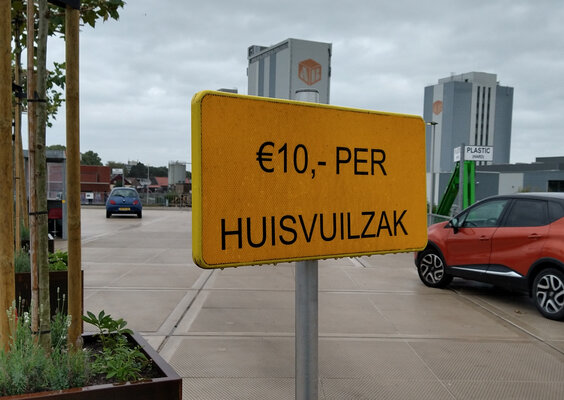 €10,- PER
HUISVUILZAK
PLASTIC